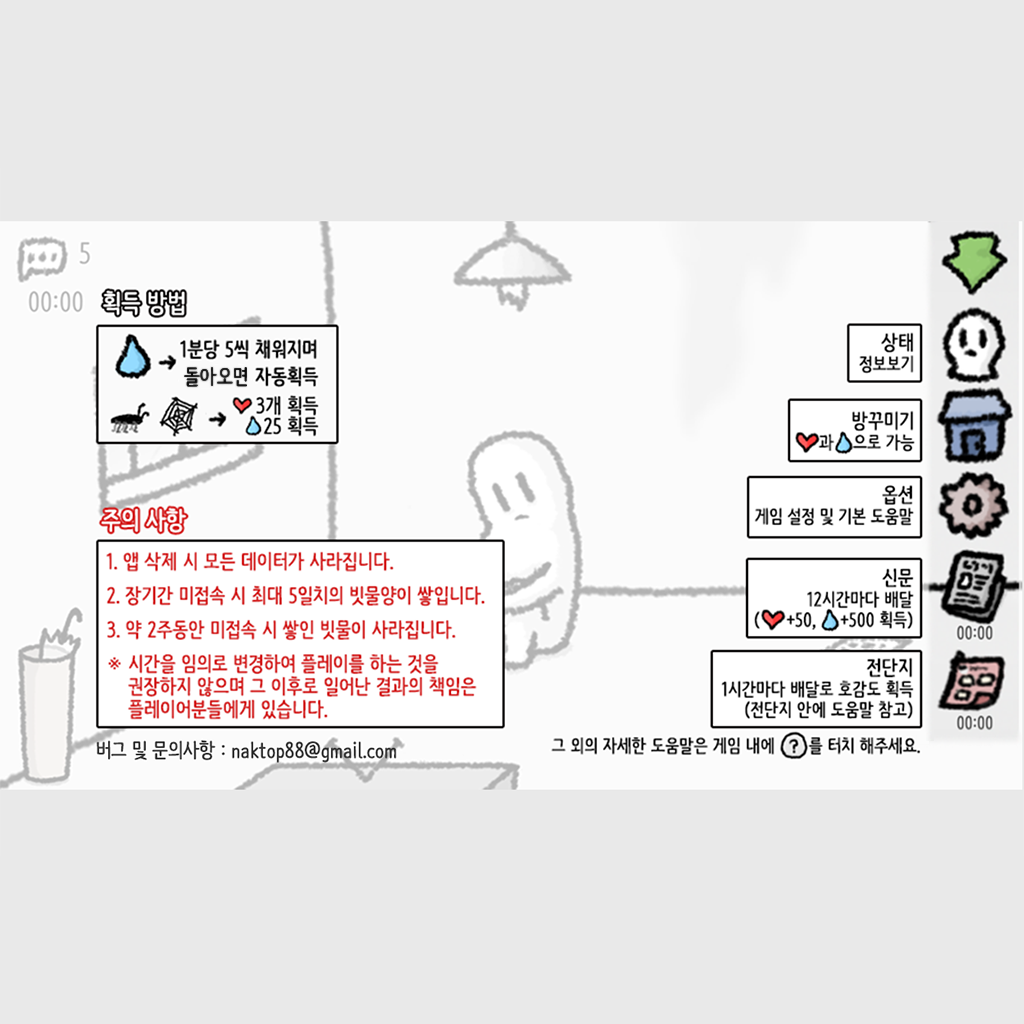 5
00:00
획득 방법
1분당 5씩 채워지며
돌아오면 자동획득
3개 획득
25 획득
주의 사항
1. 앱 삭제 시 모든 데이터가 사라집니다.
2. 장기간 미접속 시 최대 5일치의 빗물양이 쌓입니다.
3. 약 2주동안 미접속 시 쌓인 빗물이 사라집니다.
※ 시간을 임의로 변경하여 플레이를 하는 것을
권장하지 않으며 그 이후로 일어난 결과의 책임은
플레이어분들에게 있습니다.
버그 및 문의사항 : naktop88@gmail.com
상태
정보보기
방꾸미기
과 으로 가능
옵션
게임 설정 및 기본 도움말
신문
12시간마다 배달
( +50, +500 획득)
00:00
전단지
1시간마다 배달로 호감도 획득
(전단지 안에 도움말 참고)
00:00
그 외의 자세한 도움말은 게임 내에 ?를 터치 해주세요.